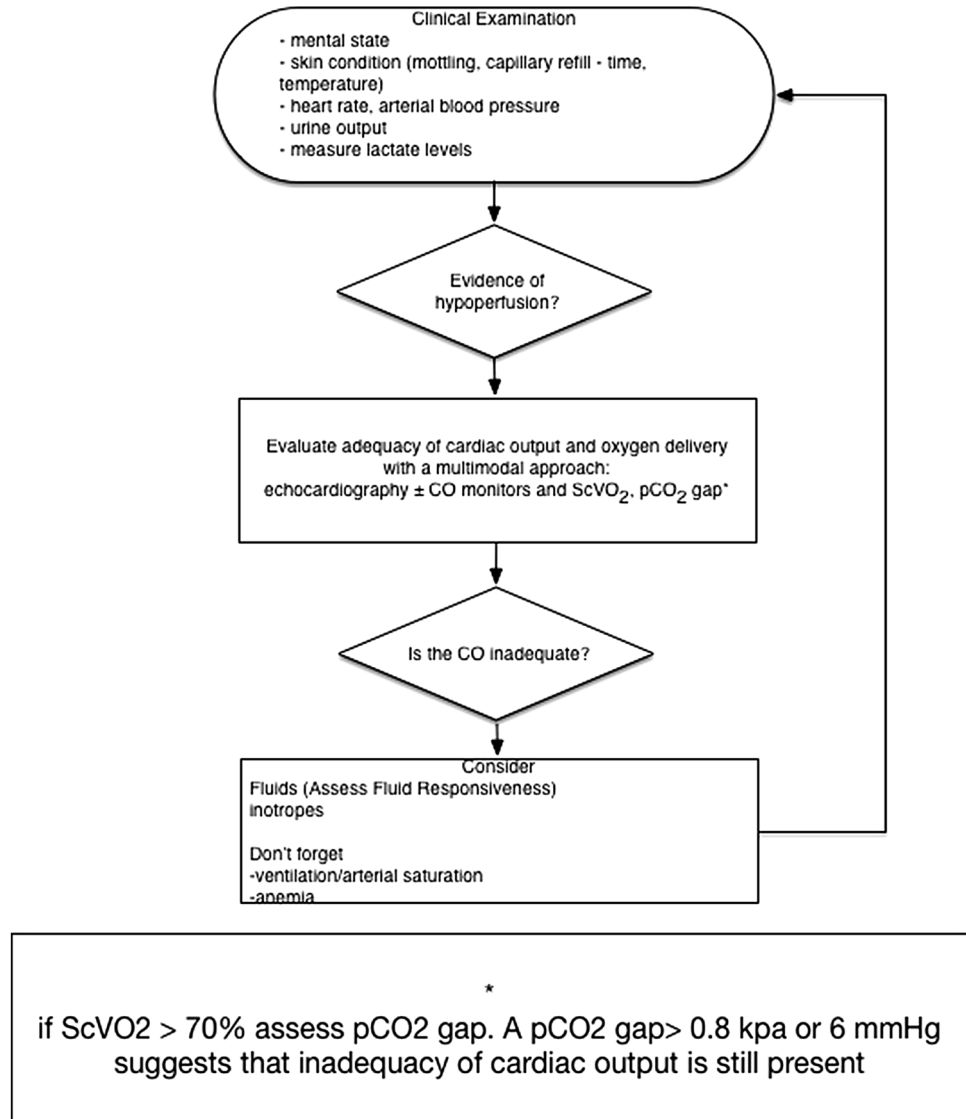 Clinical Examination
- mental state
- skin condition (mottling, capillary refill - time,
temperature)
- heart rate, arterial blood pressure
- urine output
- measure lactate levels
Evidence of
hypoperfusion?
Evaluate adequacy of cardiac output and oxygen delivery
with a multimodal approach:
echocardiography ± CO monitors and ScVO2, pCO2 gap*
Is the CO inadequate?
Consider
Fluids (Assess Fluid Responsiveness)
inotropes
Don't forget
-ventilation/arterial saturation
-anemia
*
if ScVO2 > 70% assess pCO2 gap. A pCO2 gap> 0.8 kpa or 6 mmHg
suggests that inadequacy of cardiac output is still present